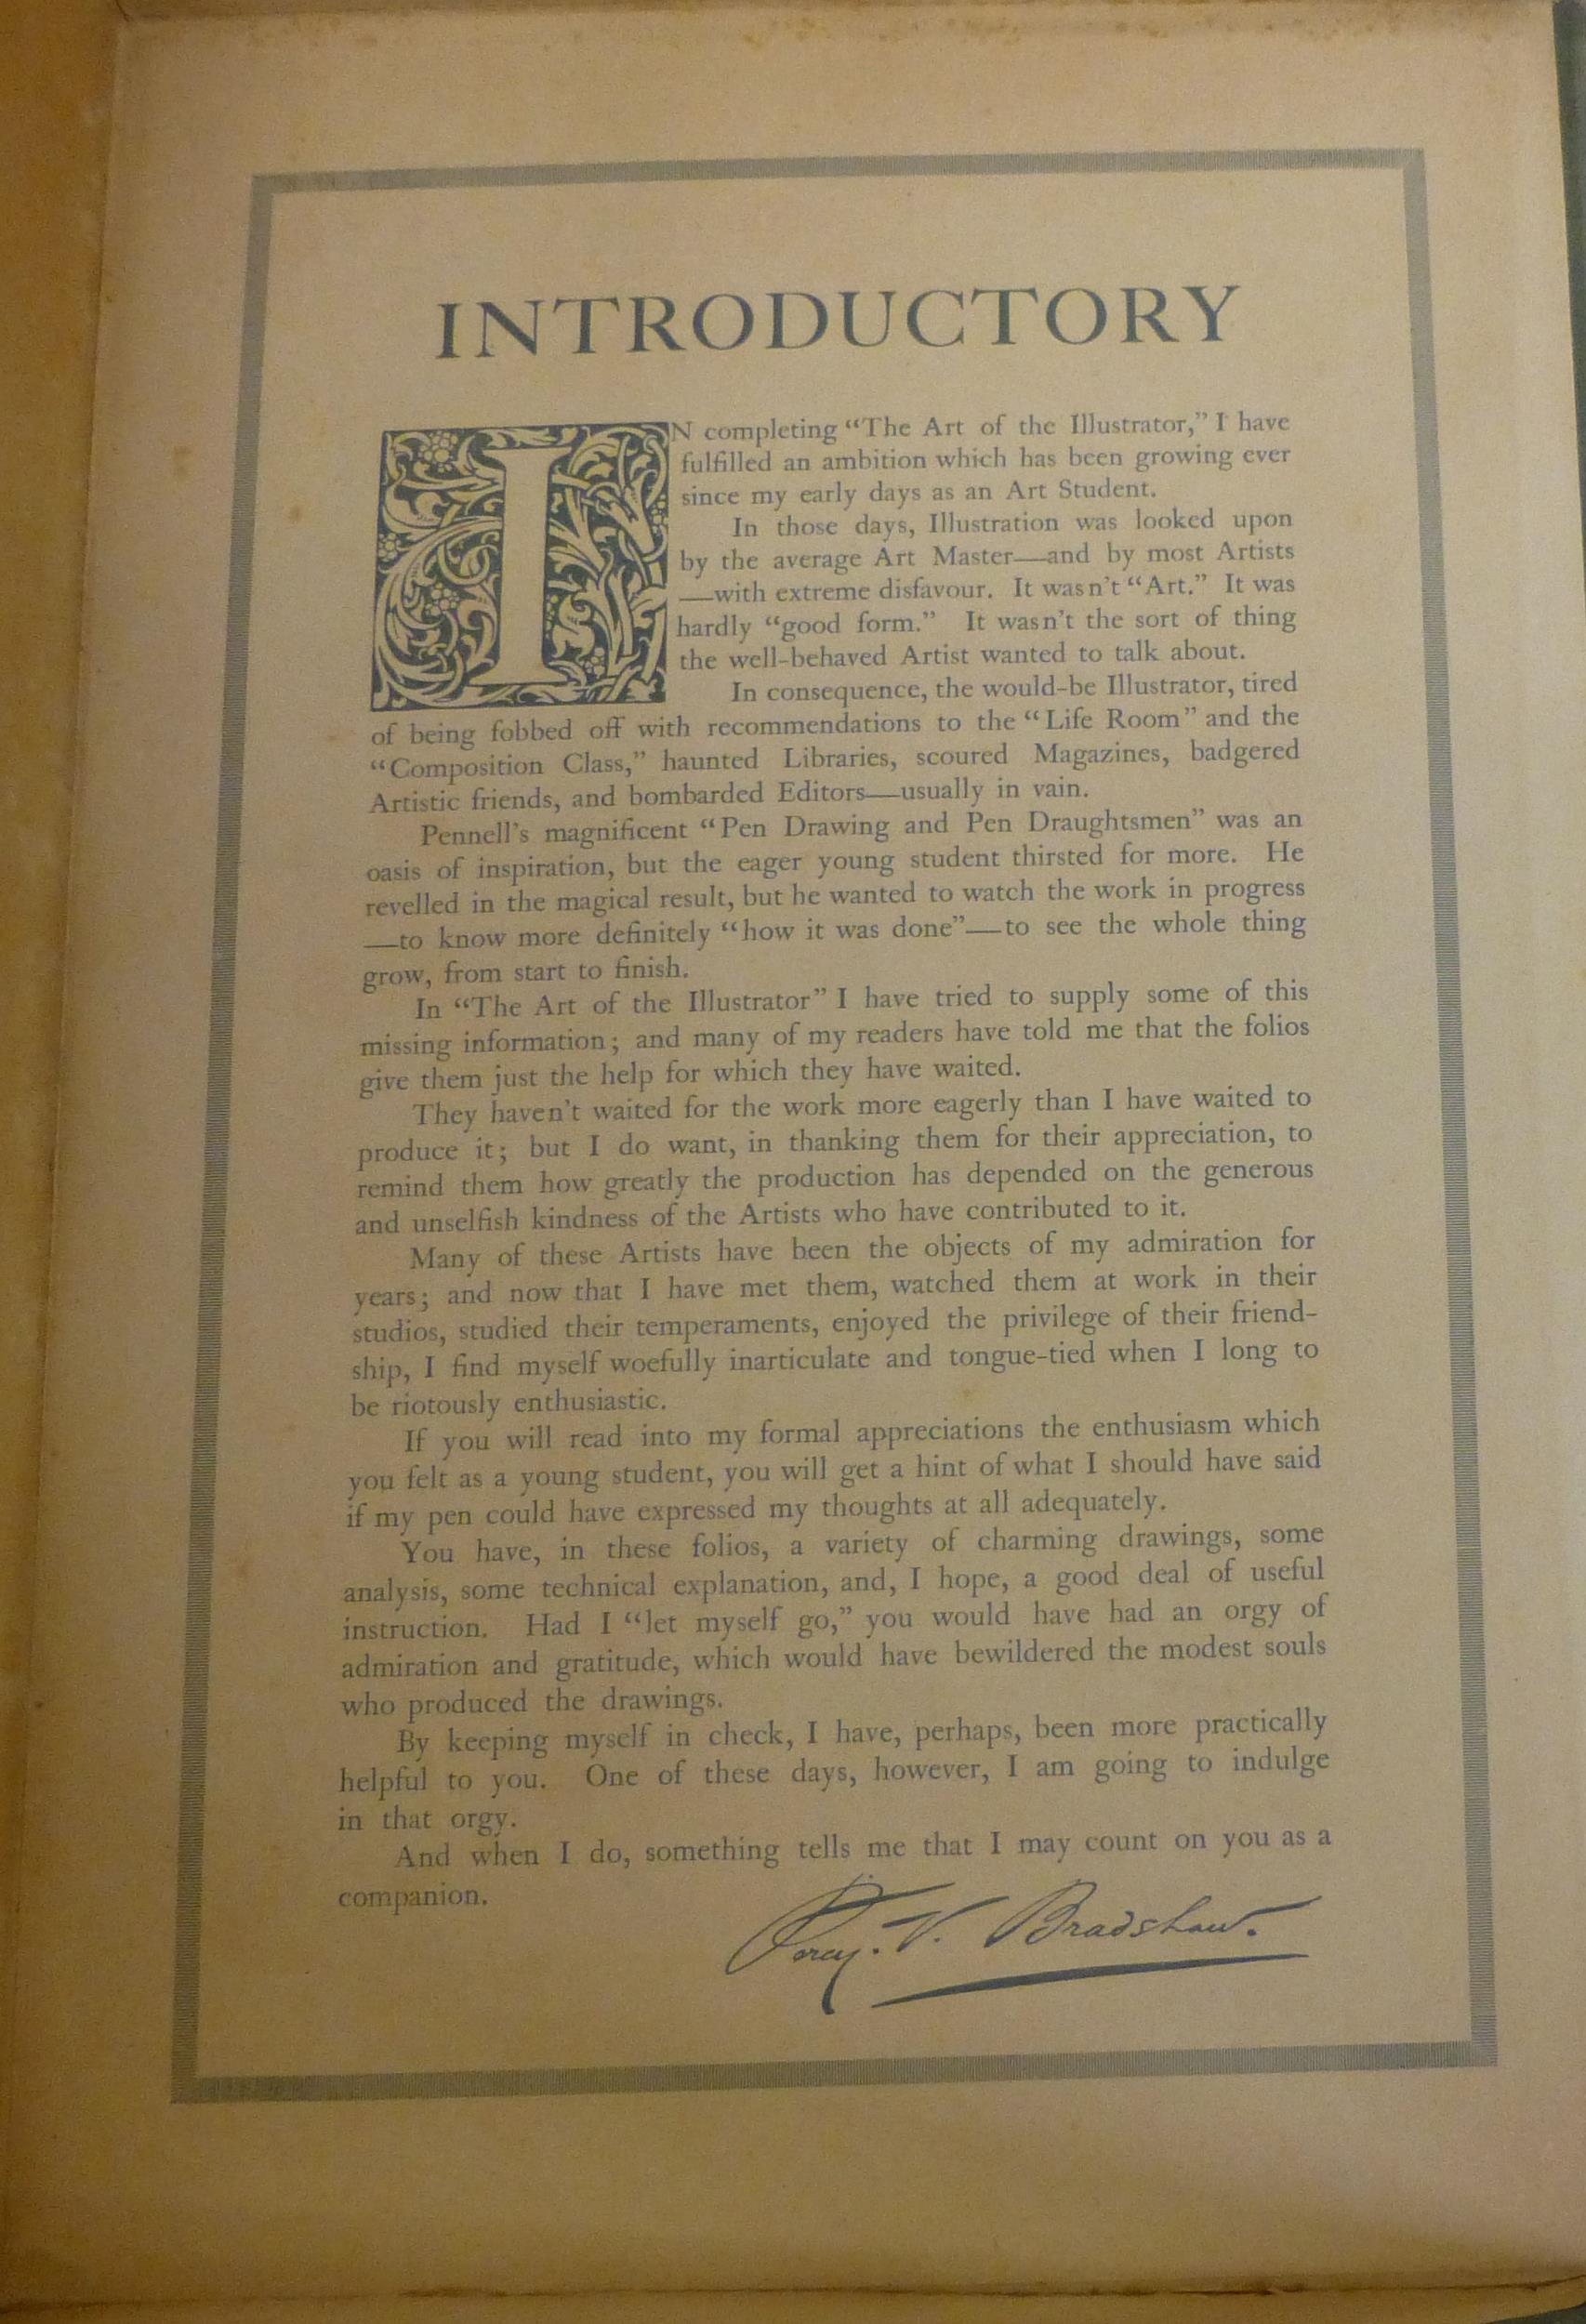 INTRODUCTORY
IN completing “The Art of the Illustrator,” I have
fulfilled an ambition which has been growing ever
since my early days as an Art Student.
In those days, Illustration was looked upon
by the average Art Master—and by most Artists
—with extreme disfavour. It wasn't “Art.” It was
hardly “good form.” It wasn't the sort of thing
the well-behaved Artist wanted to talk about.
In consequence, the would-be Illustrator, tired
of being fobbed off with recommendations to the “Life Room” and the
“Composition Class,” haunted Libraries, scoured Magazines, badgered
Artistic friends, and bombarded Editors—usually in vain.
Pennell's magnificent “Pen Drawing and Pen Draughtsmen” was an
oasis of inspiration, but the eager young student thirsted for more. He
revelled in the magical result, but he wanted to watch the work in progress
—to know more definitely “how it was done”—to see the whole thing
grow, from start to finish.
In “The Art of the Illustrator” I have tried to supply some of this
missing information; and many of my readers have told me that the folios
give them just the help for which they have waited.
They haven't waited for the work more eagerly than I have waited to
produce it; but I do want, in thanking them for their appreciation, to
remind them how greatly the production has depended on the generous
and unselfish kindness of the Artists who have contributed to it.
Many of these Artists have been the objects of my admiration for
years; and now that I have met them, watched them at work in their
studios, studied their temperaments, enjoyed the privilege of their friend-
ship, I find myself woefully inarticulate and tongue-tied when I long to
be riotously enthusiastic.
If you will read into my formal appreciations the enthusiasm which
you felt as a young student, you will get a hint of what I should have said
if my pen could have expressed my thoughts at all adequately.
You have, in these folios, a variety of charming drawings, some
analysis, some technical explanation, and, I hope, a good deal of useful
instruction. Had I “let myself go,” you would have had an orgy of
admiration and gratitude, which would have bewildered the modest souls
who produced the drawings.
By keeping myself in check, I have, perhaps, been more practically
helpful to you. One of these days, however, I am going to indulge
in that orgy.
And when I do, something tells me that I may count on you as a
companion.
Percy. V. Bradshaw.